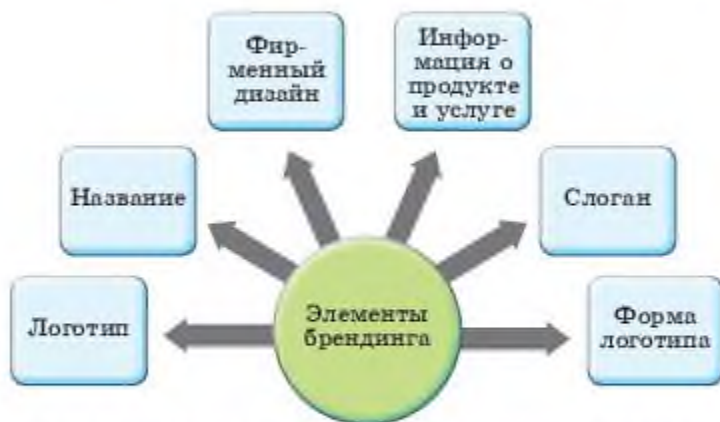 Фир-
менный
дизайн
Инфор-
мация о
продукте
и услуге
Название
Слоган
Логотип
Элементы
брендинга
Форма
логотипа